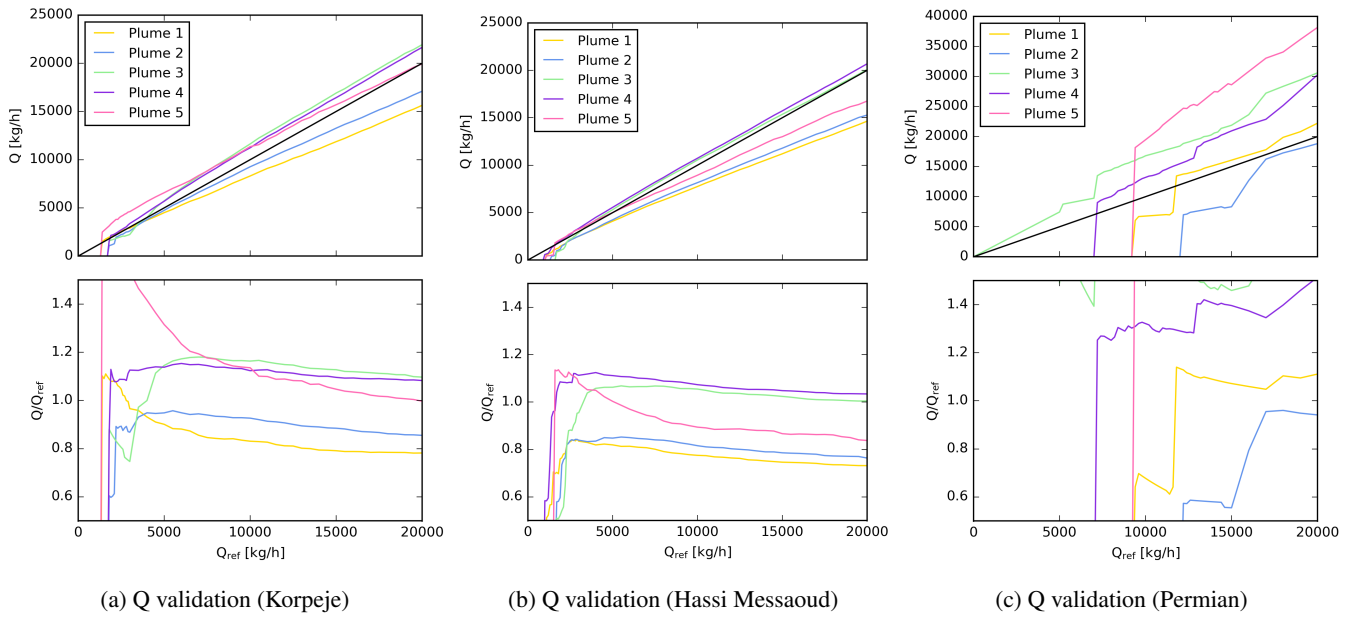 25000
20000
15000
10000
5000
0
Q [kg/h]
Plume 1
Plume 2
Plume 3
Plume 4
Plume 5
1.4
1.2
1.0
0.8
0.6
Q/Qref
0 5000 10000 15000 20000
Qref [kg/h]
(a) Q validation (Korpeje)
25000
20000
15000
10000
5000
0
Q [kg/h]
Plume 1
Plume 2
Plume 3
Plume 4
Plume 5
1.4
1.2
1.0
0.8
0.6
Q/Qref
0 5000 10000 15000 20000
Qref [kg/h]
(b) Q validation (Hassi Messaoud)
40000
35000
30000
25000
20000
15000
10000
5000
0
Q [kg/h]
Plume 1
Plume 2
Plume 3
Plume 4
Plume 5
1.4
1.2
1.0
0.8
0.6
Q/Qref
0 5000 10000 15000 20000
Qref [kg/h]
(c) Q validation (Permian)